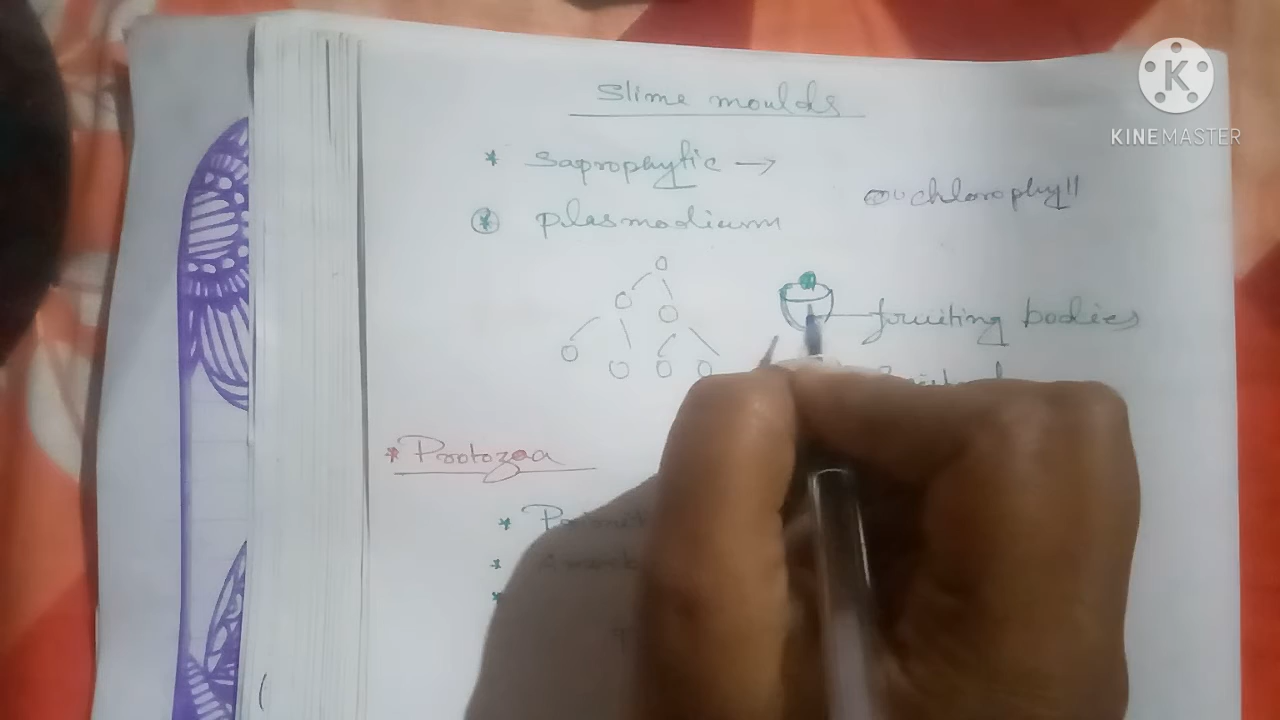 Slime moulds
* Saprophytic →
chlorophyll
* plasmodium
fruiting bodies
* Protozoa
*
*
*
KINEMASTER